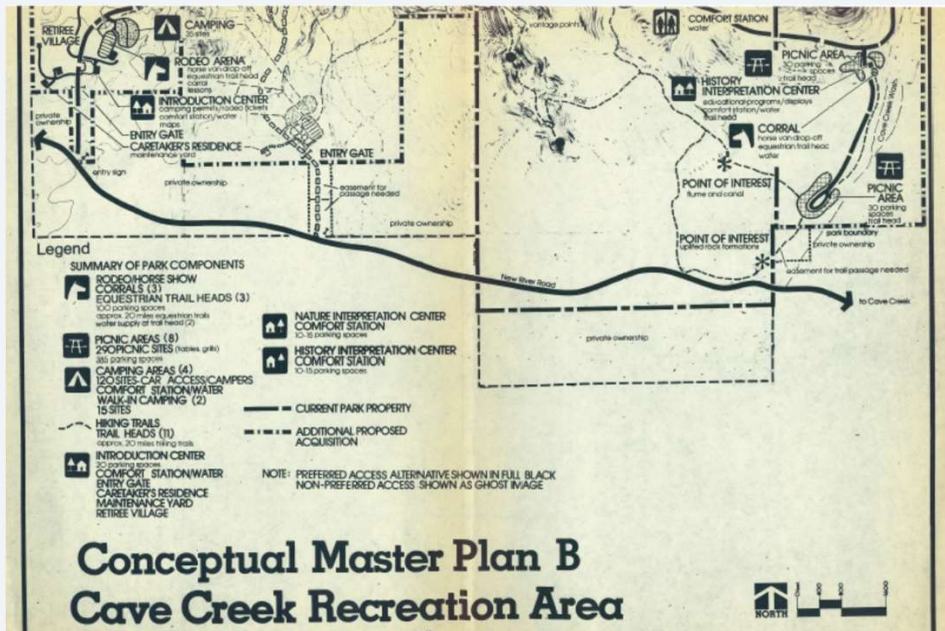 RETIREE
VILLAGE
CAMPING
35 sites
RODEO ARENA
horse van drop-off
equestrian trail head
corral
lessons
INTRODUCTION CENTER
camping permits/rodeo tickets
comfort station/water
maps
ENTRY GATE
CARETAKER'S RESIDENCE
maintenance yard
private
ownership
entry sign
private ownership
ENTRY GATE
easement for
passage needed
private ownership
vantage points
trail
COMFORT STATION
water
PICNIC AREA
30 parking
spaces
trail head
HISTORY
INTERPRETATION CENTER
educational programs/displays
comfort station/water
trail head
CORRAL
horse van drop-off
equestrian trail head
water
Cave Creek Wash
POINT OF INTEREST
flume and canal
PICNIC
AREA
30 parking
spaces
trail head
POINT OF INTEREST
uplifted rock formations
park boundary
private ownership
easement for trail passage needed
New River Road
to Cave Creek
private ownership
Legend
SUMMARY OF PARK COMPONENTS
RODEO/HORSE SHOW
CORRALS (3)
EQUESTRIAN TRAIL HEADS (3)
100 parking spaces
approx. 20 miles equestrian trails
water supply at trail head (2)
PICNIC AREAS (8)
290 PICNIC SITES (tables, grills)
385 parking spaces
CAMPING AREAS (4)
120 SITES-CAR ACCESS/CAMPERS
COMFORT STATION/WATER
WALK-IN CAMPING (2)
15 SITES
HIKING TRAILS
TRAIL HEADS (11)
approx. 20 miles hiking trails
INTRODUCTION CENTER
20 parking spaces
COMFORT STATION/WATER
ENTRY GATE
CARETAKER'S RESIDENCE
MAINTENANCE YARD
RETIREE VILLAGE
NATURE INTERPRETATION CENTER
COMFORT STATION
10-15 parking spaces
HISTORY INTERPRETATION CENTER
COMFORT STATION
10-15 parking spaces
CURRENT PARK PROPERTY
ADDITIONAL PROPOSED
ACQUISITION
NOTE: PREFERRED ACCESS ALTERNATIVE SHOWN IN FULL BLACK
NON-PREFERRED ACCESS SHOWN AS GHOST IMAGE
Conceptual Master Plan B
Cave Creek Recreation Area
NORTH